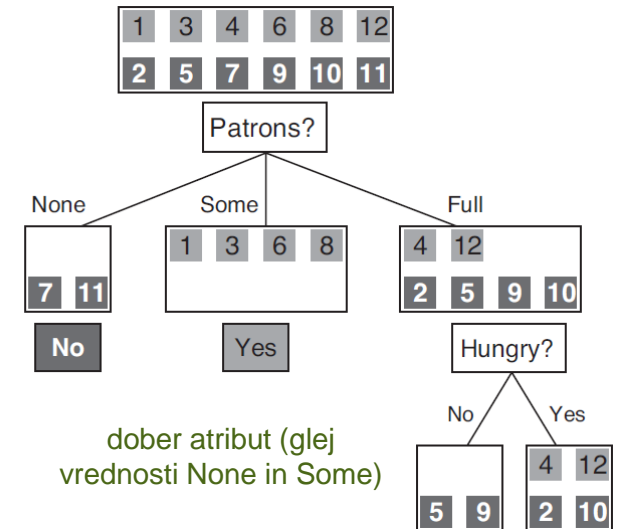 1 3 4 6 8 12
2 5 7 9 10 11
Patrons?
None Some Full
1 3 6 8 4 12
7 11 2 5 9 10
No Yes Hungry?
No Yes
dober atribut (glej
vrednosti None in Some)
4 12
5 9 2 10